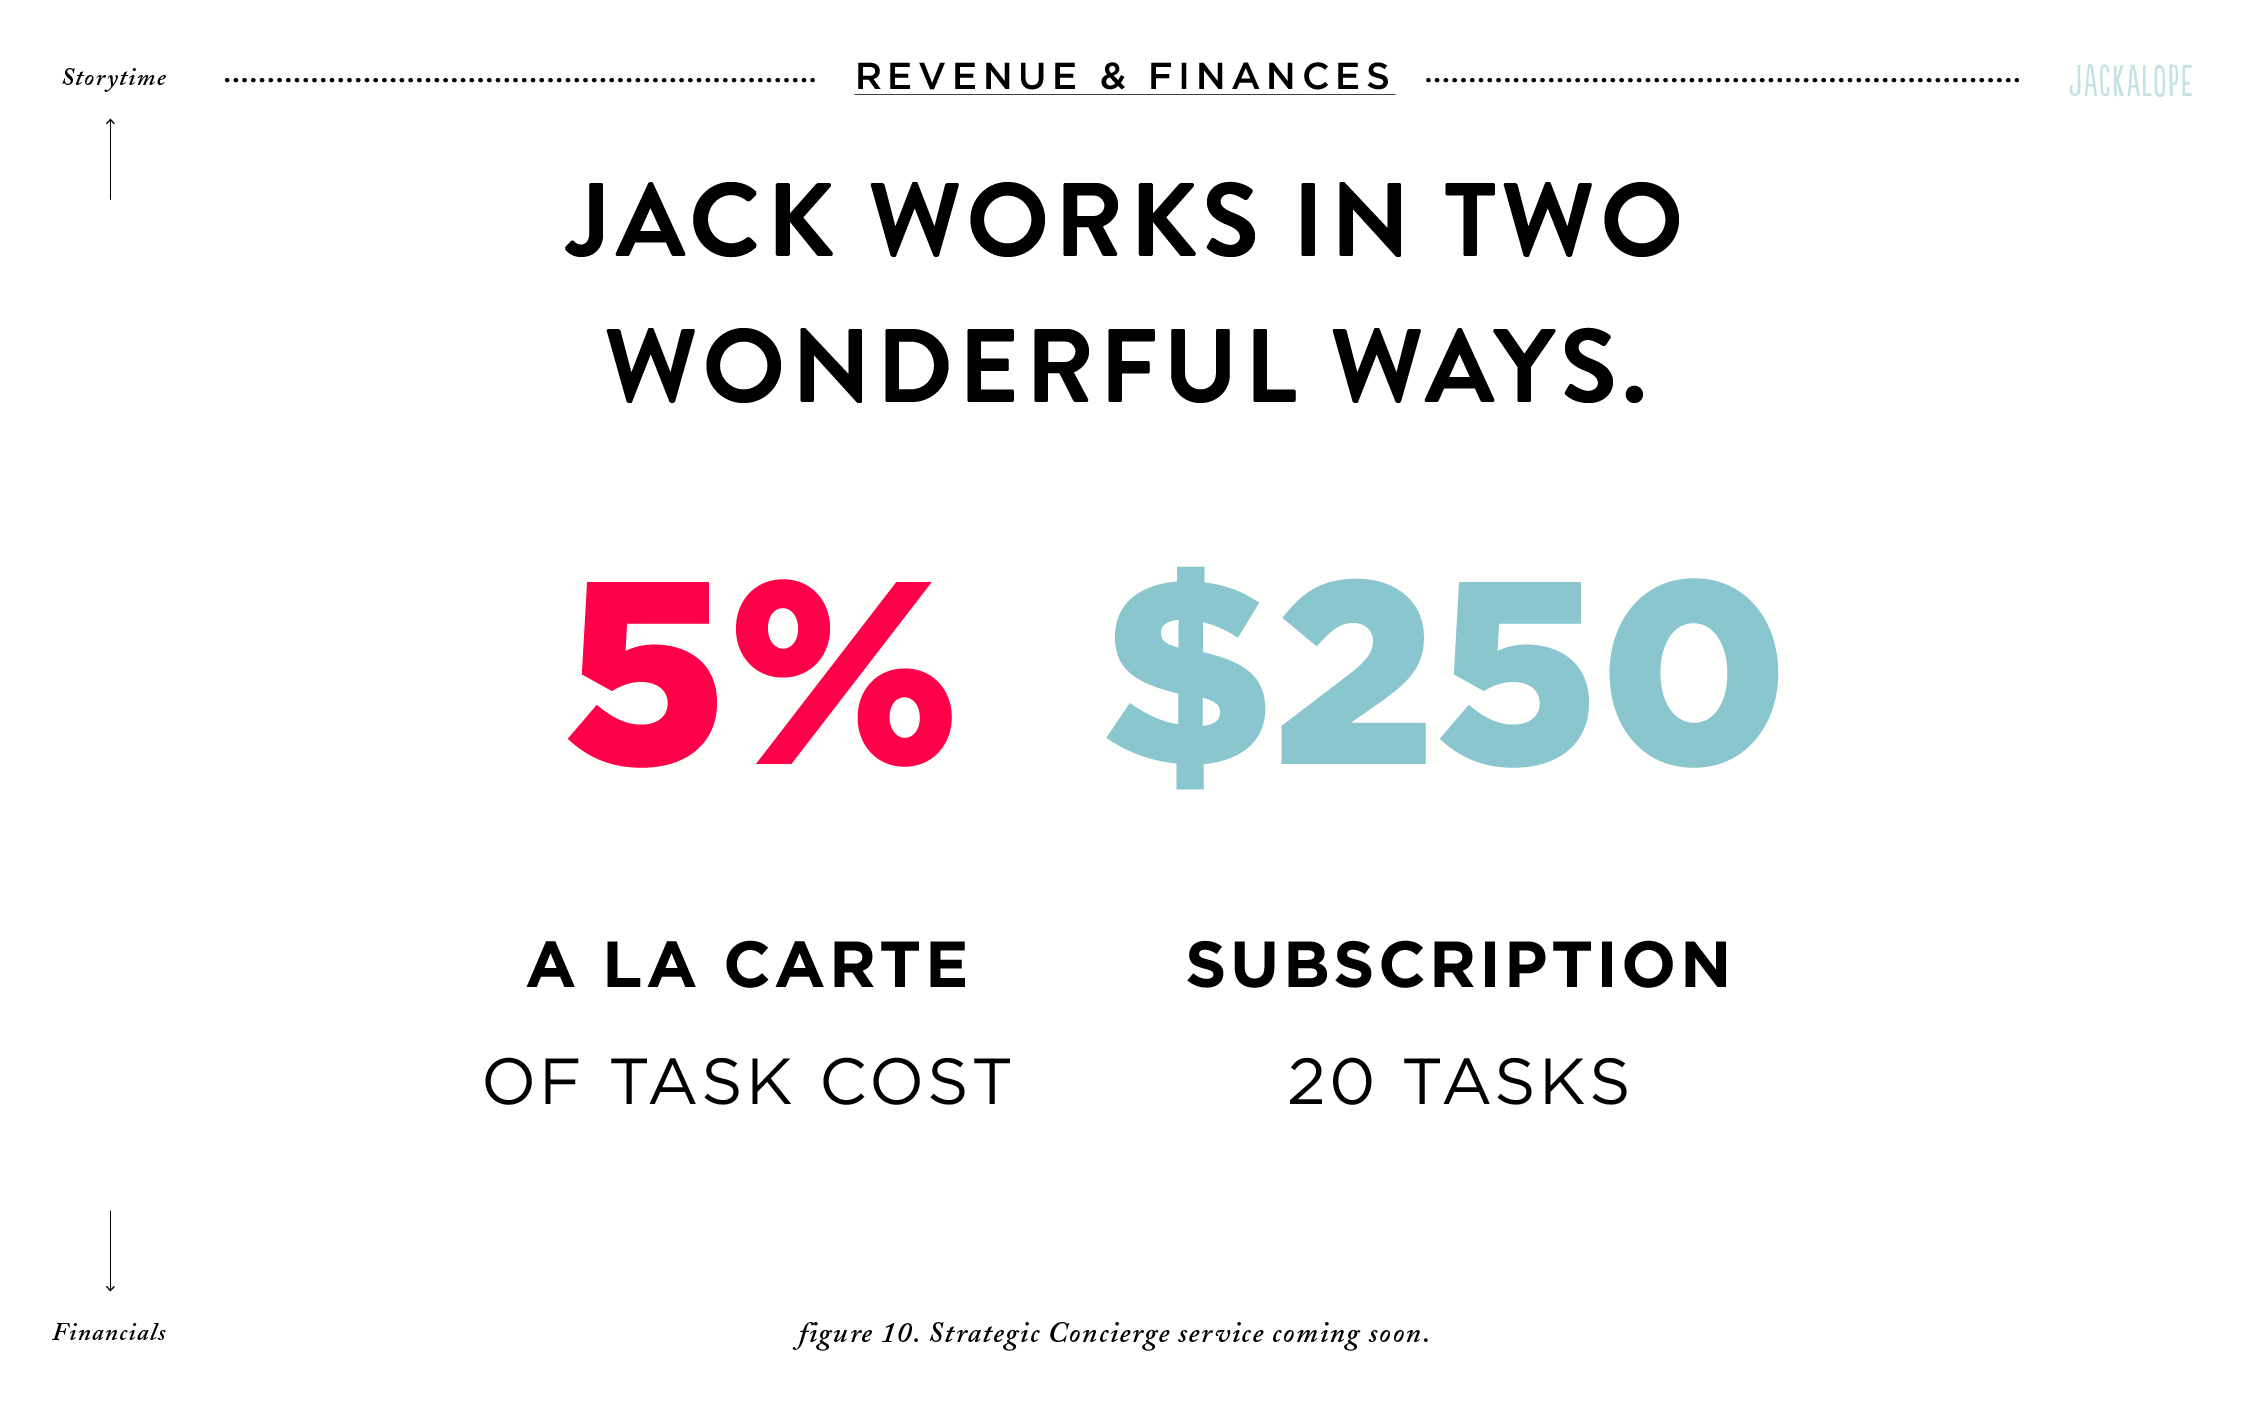 Storytime
REVENUE & FINANCES
JACKALOPE
JACK WORKS IN TWO
WONDERFUL WAYS.
5%
$250
A LA CARTE
SUBSCRIPTION
OF TASK COST
20 TASKS
Financials
figure 10. Strategic Concierge service coming soon.